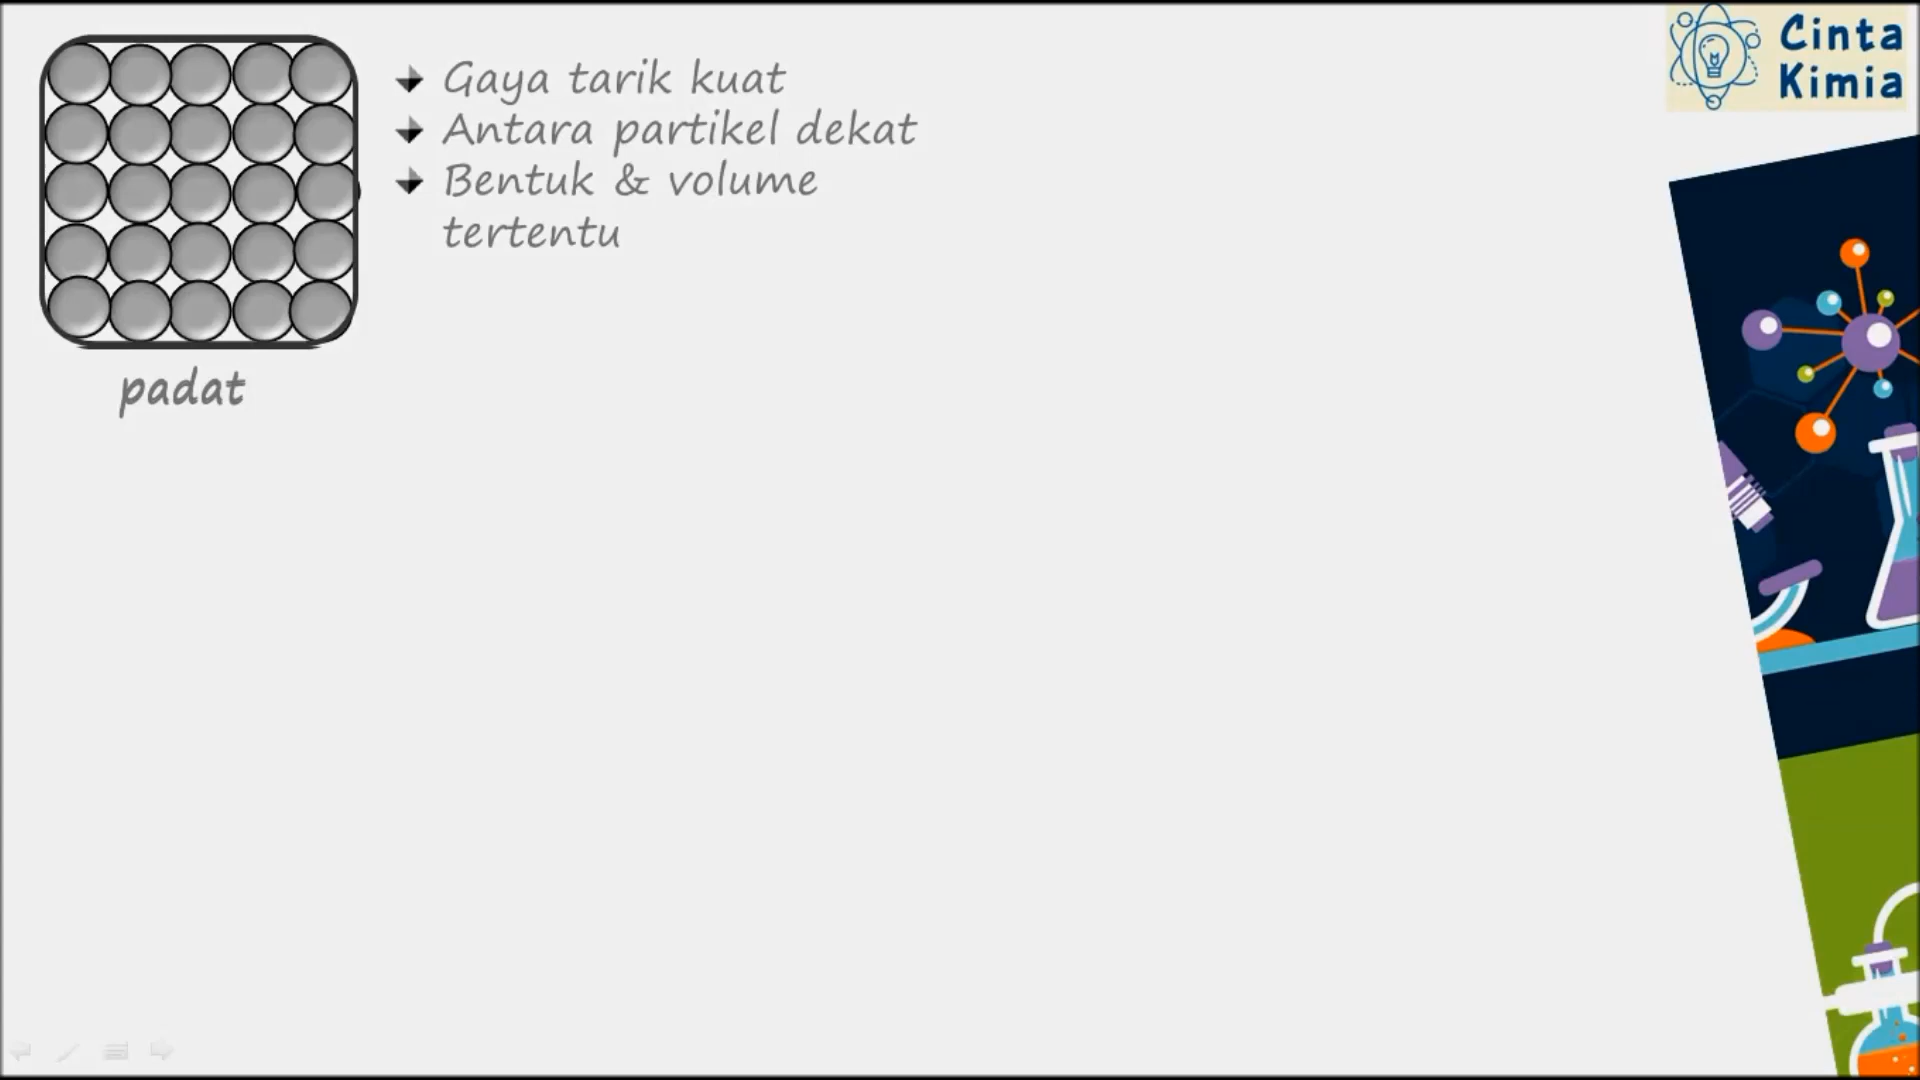 Gaya tarik kuat
Antara partikel dekat
Bentuk & volume
tertentu
padat
Cinta
Kimia